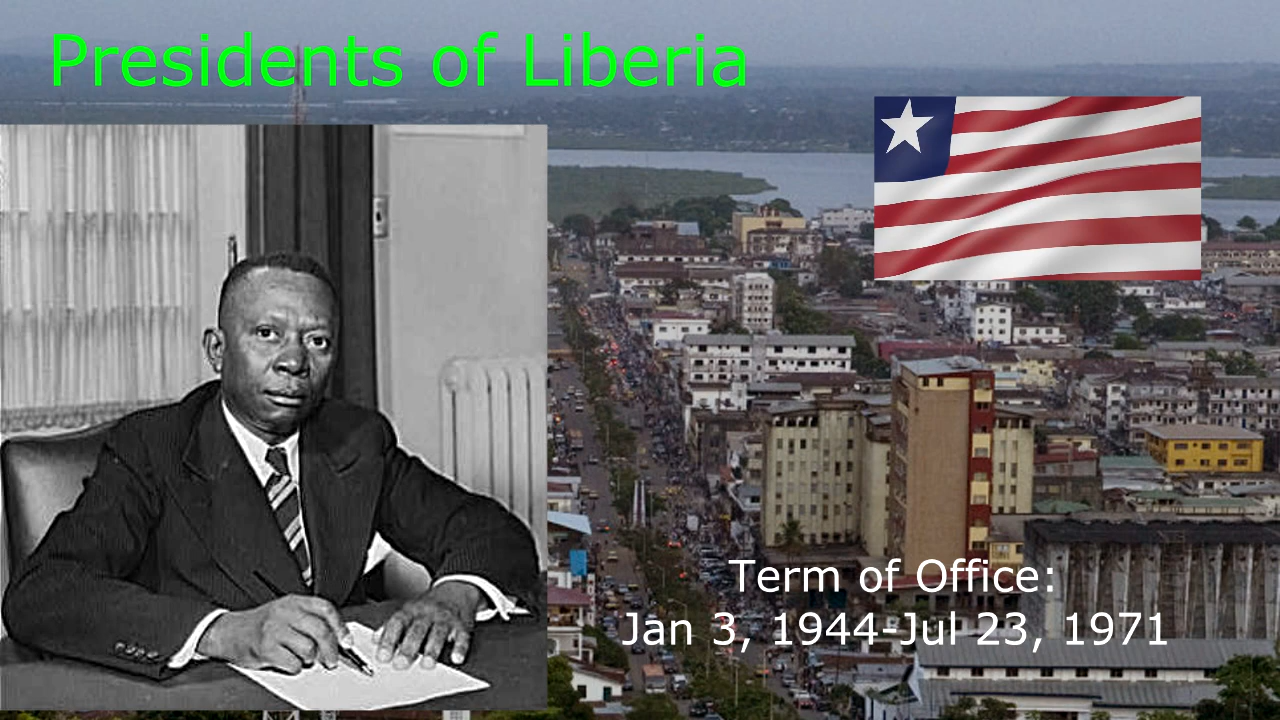 Presidents of Liberia
Term of Office:
Jan 3, 1944-Jul 23, 1971